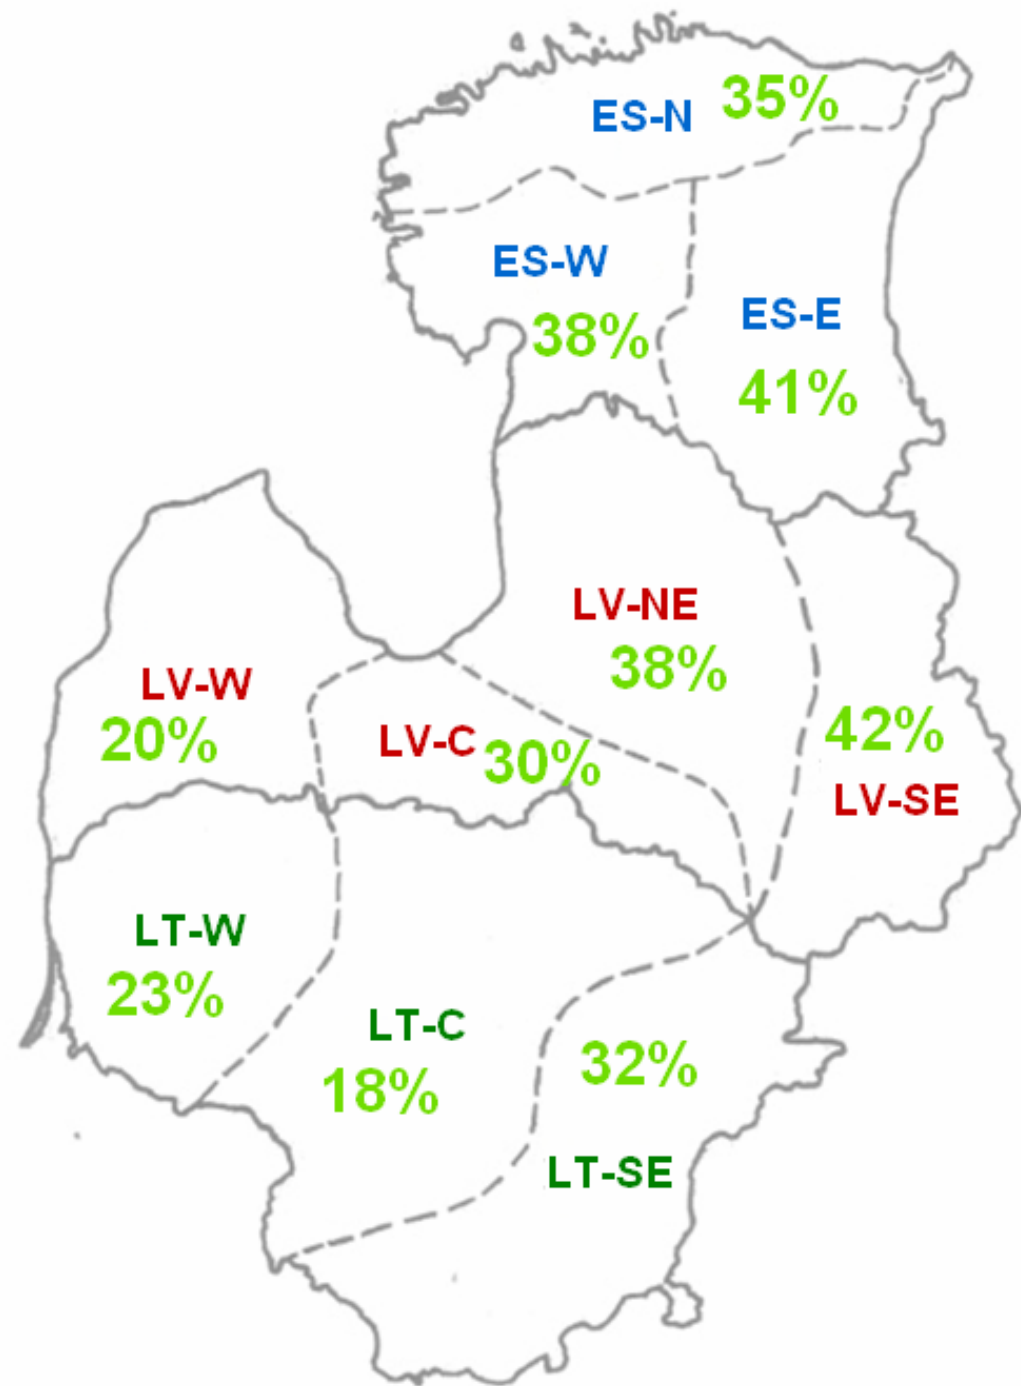 ES-N 35%
ES-W
38%
ES-E
41%
LV-NE
38%
LV-W
20%
LV-C 30%
42%
LV-SE
LT-W
23%
LT-C
18%
32%
LT-SE